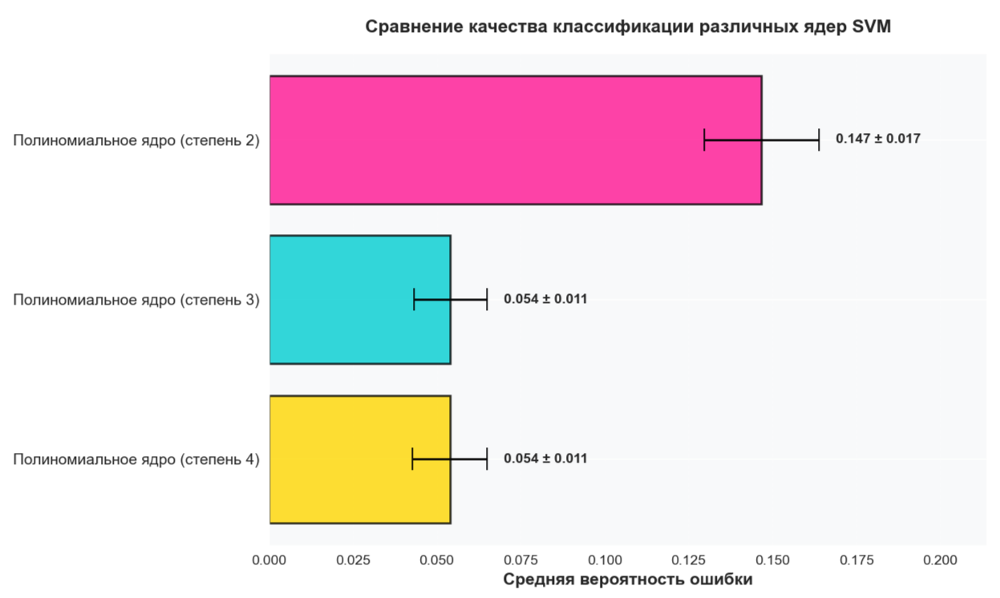 Сравнение качества классификации различных ядер SVM
Полиномиальное ядро (степень 2)
0.147 ± 0.017
Полиномиальное ядро (степень 3)
0.054 ± 0.011
Полиномиальное ядро (степень 4)
0.054 ± 0.011
0.000 0.025 0.050 0.075 0.100 0.125 0.150 0.175 0.200
Средняя вероятность ошибки